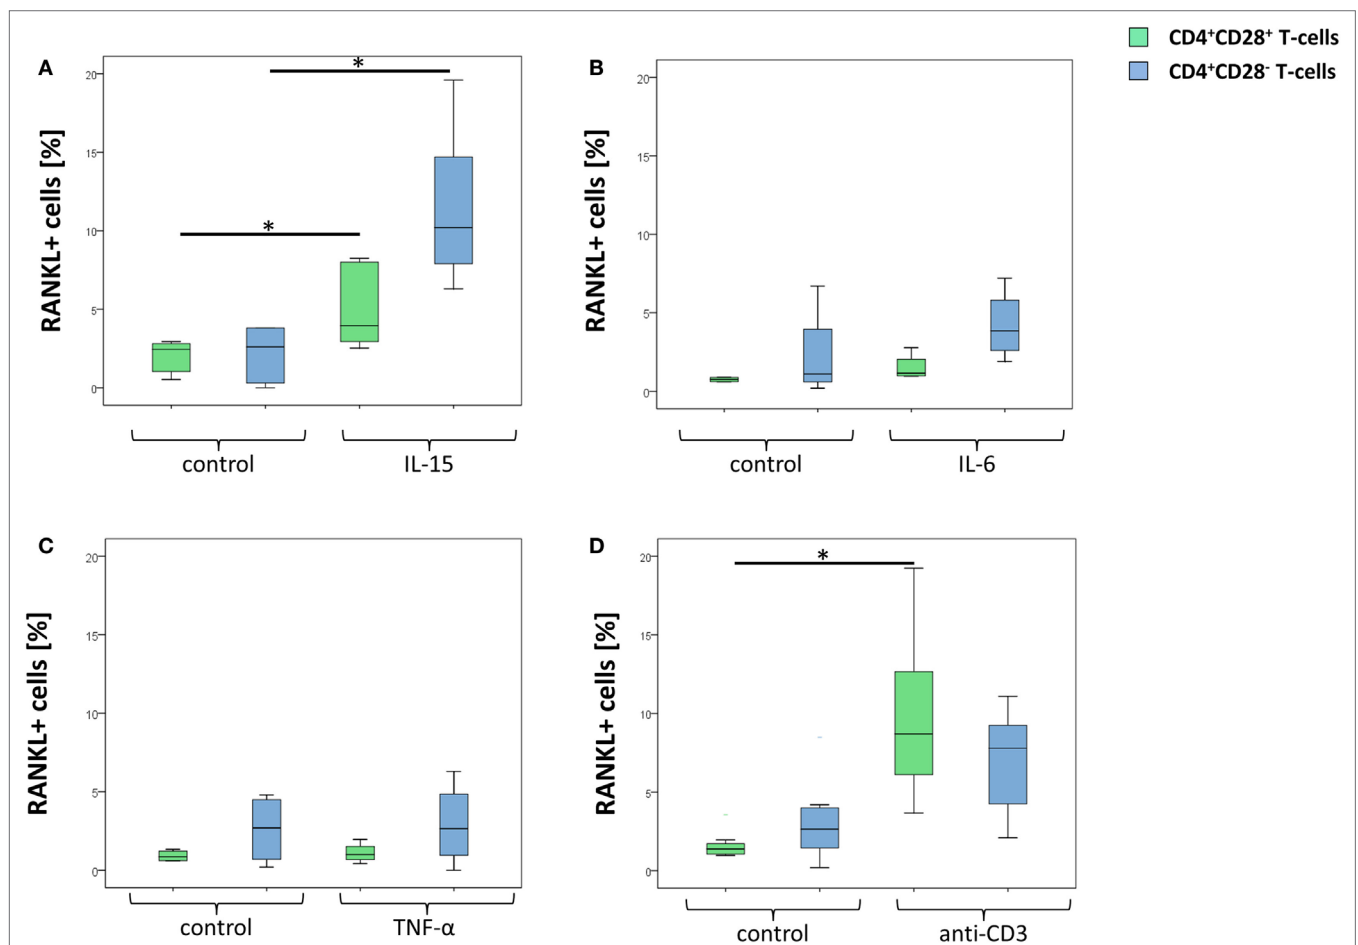 CD4⁺CD28⁺ T-cells
CD4⁺CD28⁻ T-cells
A
RANKL+ cells [%]
20
15
10
5
0
*
*
control
IL-15
B
RANKL+ cells [%]
20
15
10
5
0
control
IL-6
C
RANKL+ cells [%]
20
15
10
5
0
control
TNF-α
D
RANKL+ cells [%]
20
15
10
5
0
*
control
anti-CD3